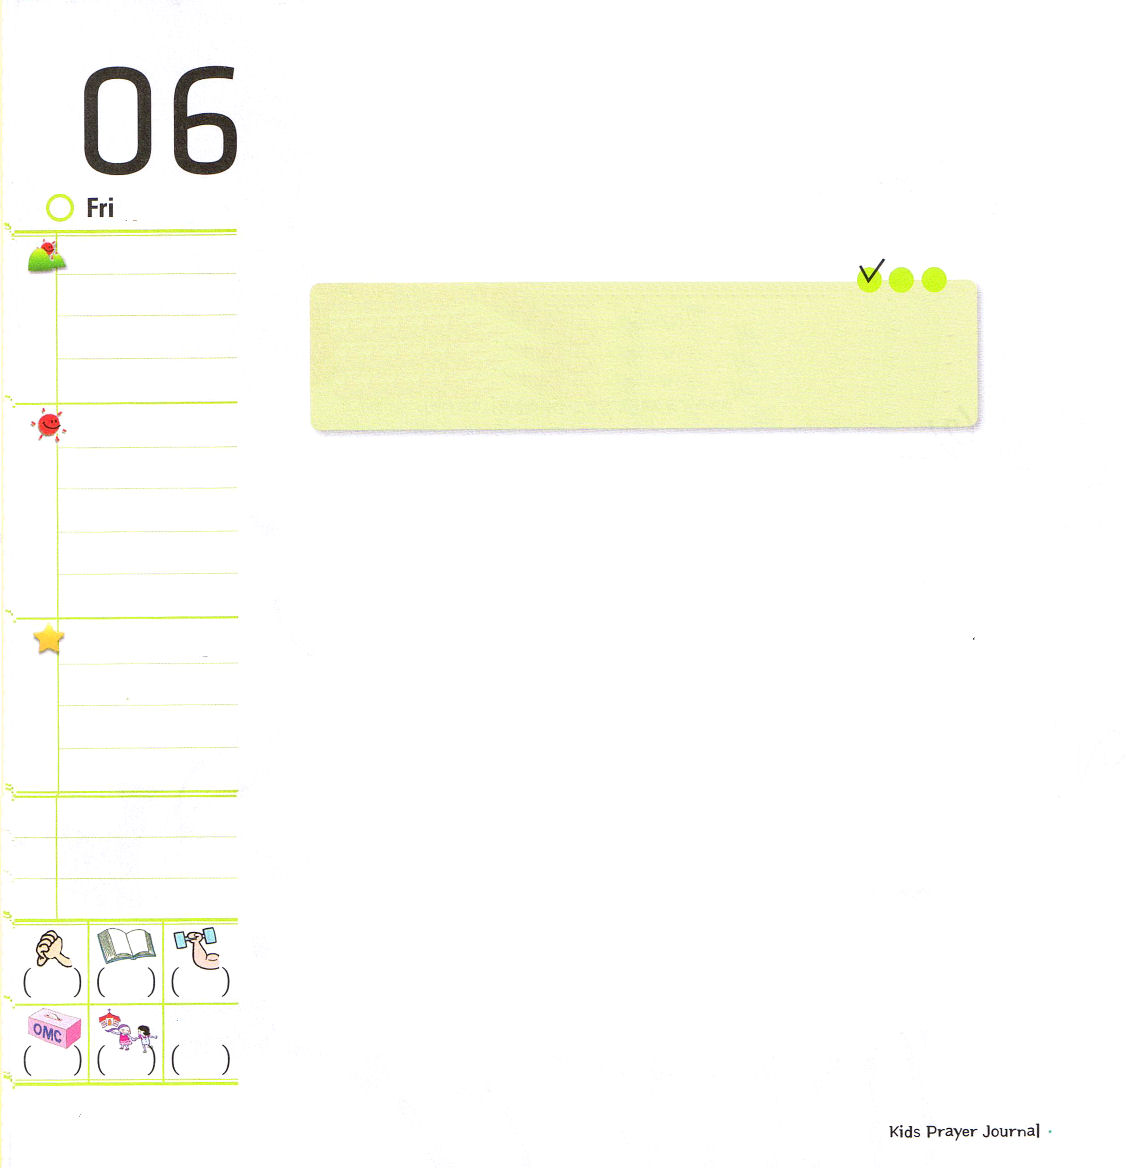 06
Fri
( ) ( ) ( )
OMC
( ) ( ) ( )
Kids Prayer Journal